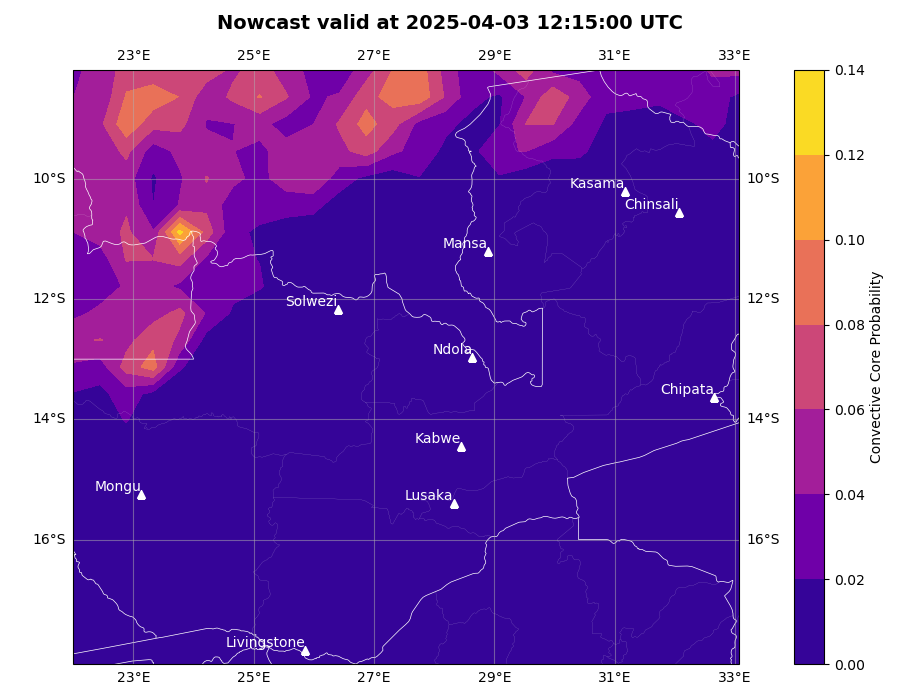 Nowcast valid at 2025-04-03 12:15:00 UTC
23°E 25°E 27°E 29°E 31°E 33°E
0.14
0.12
10°S Kasama 10°S
Chinsali
Mansa
0.10
12°S Solwezi 12°S
0.08
Ndola
Chipata
0.06
14°S 14°S
Kabwe
Mongu Lusaka
0.04
16°S 16°S
0.02
Livingstone
0.00
23°E 25°E 27°E 29°E 31°E 33°E
Convective Core Probability